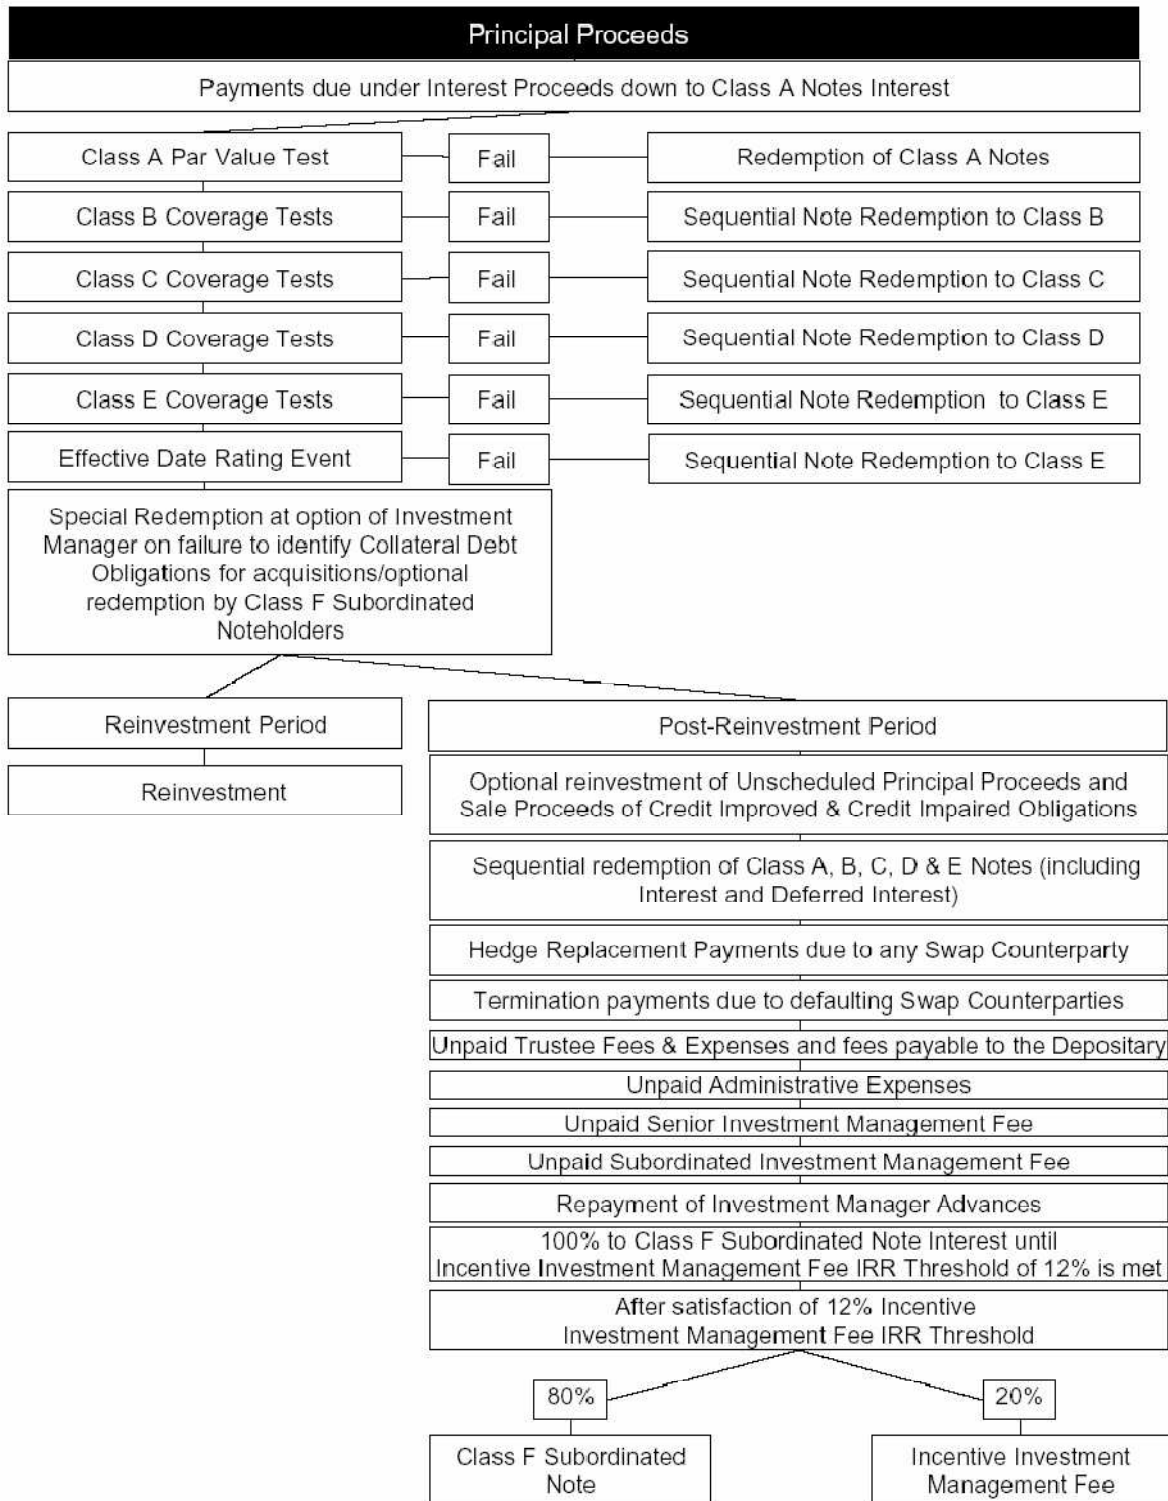 Principal Proceeds
Payments due under Interest Proceeds down to Class A Notes Interest
Class A Par Value Test
Fail
Redemption of Class A Notes
Class B Coverage Tests
Fail
Sequential Note Redemption to Class B
Class C Coverage Tests
Fail
Sequential Note Redemption to Class C
Class D Coverage Tests
Fail
Sequential Note Redemption to Class D
Class E Coverage Tests
Fail
Sequential Note Redemption to Class E
Effective Date Rating Event
Fail
Sequential Note Redemption to Class E
Special Redemption at option of Investment
Manager on failure to identify Collateral Debt
Obligations for acquisitions/optional
redemption by Class F Subordinated
Noteholders
Reinvestment Period
Reinvestment
Post-Reinvestment Period
Optional reinvestment of Unscheduled Principal Proceeds and
Sale Proceeds of Credit Improved & Credit Impaired Obligations
Sequential redemption of Class A, B, C, D & E Notes (including
Interest and Deferred Interest)
Hedge Replacement Payments due to any Swap Counterparty
Termination payments due to defaulting Swap Counterparties
Unpaid Trustee Fees & Expenses and fees payable to the Depositary
Unpaid Administrative Expenses
Unpaid Senior Investment Management Fee
Unpaid Subordinated Investment Management Fee
Repayment of Investment Manager Advances
100% to Class F Subordinated Note Interest until
Incentive Investment Management Fee IRR Threshold of 12% is met
After satisfaction of 12% Incentive
Investment Management Fee IRR Threshold
80%
20%
Class F Subordinated
Note
Incentive Investment
Management Fee